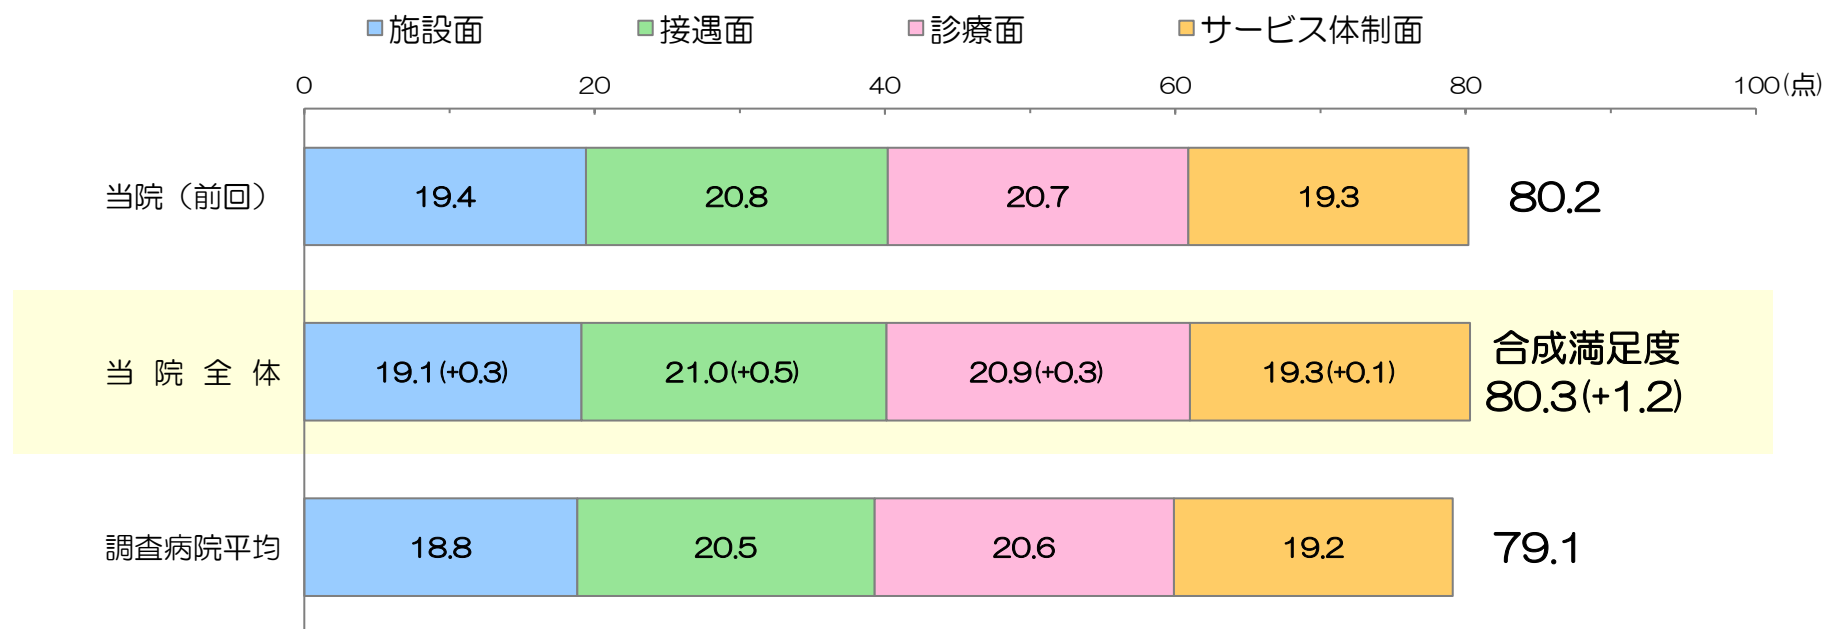 施設面 接遇面 診療面 サービス体制面
0 20 40 60 80 100(点)
当院（前回） 19.4 20.8 20.7 19.3 80.2
合成満足度
当院全体 19.1(+0.3) 21.0(+0.5) 20.9(+0.3) 19.3(+0.1) 80.3(+1.2)
調査病院平均 18.8 20.5 20.6 19.2 79.1